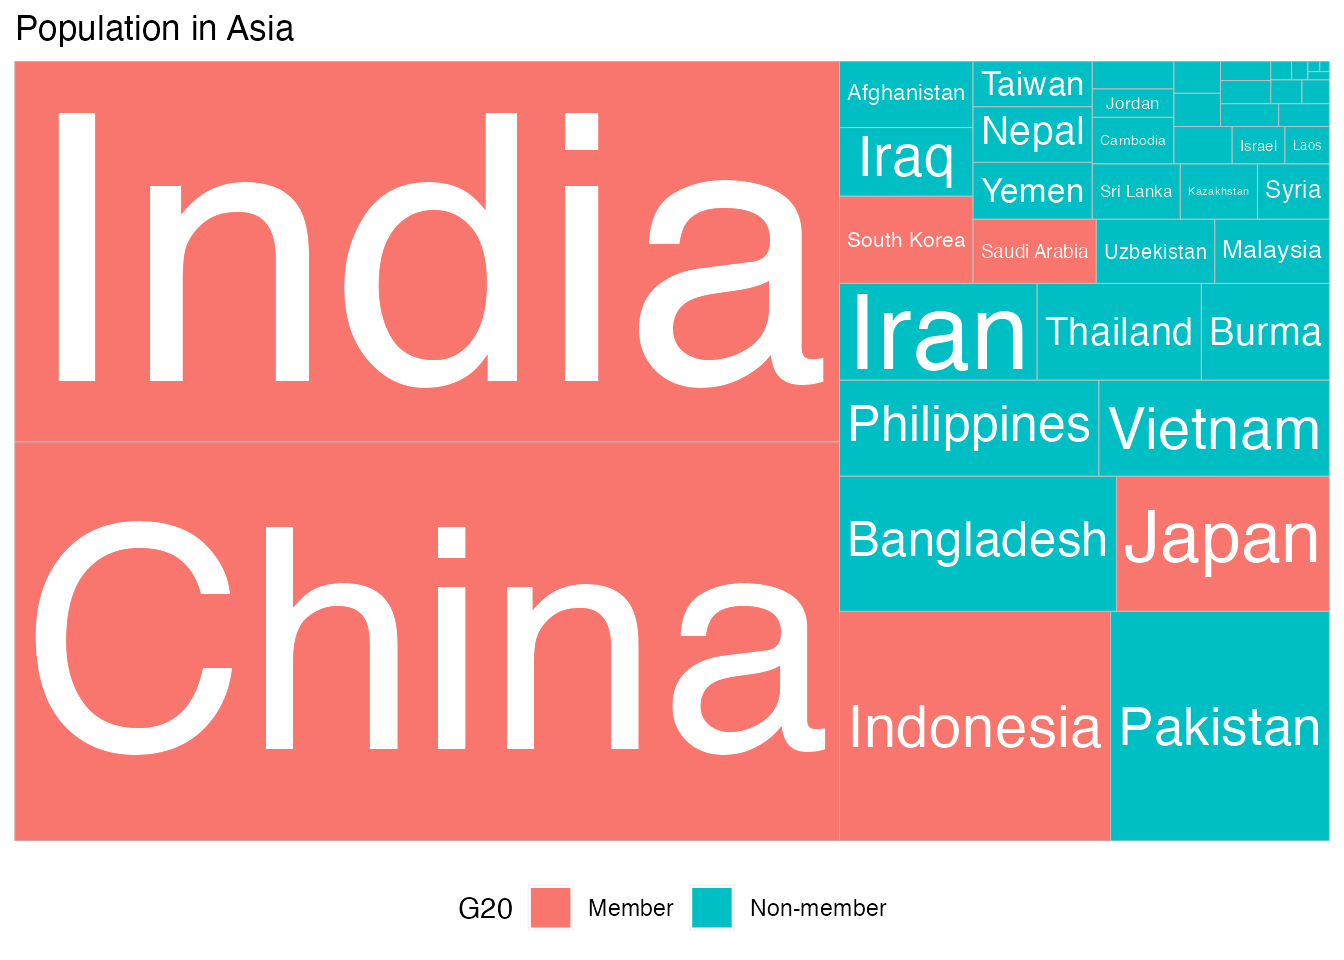 Population in Asia
India
China
Afghanistan
Iraq
South Korea
Taiwan
Nepal
Yemen
Jordan
Cambodia
Israel
Laos
Sri Lanka
Kazakhstan
Syria
Saudi Arabia
Uzbekistan
Malaysia
Iran
Thailand
Burma
Philippines
Vietnam
Bangladesh
Japan
Indonesia
Pakistan
G20 Member Non-member